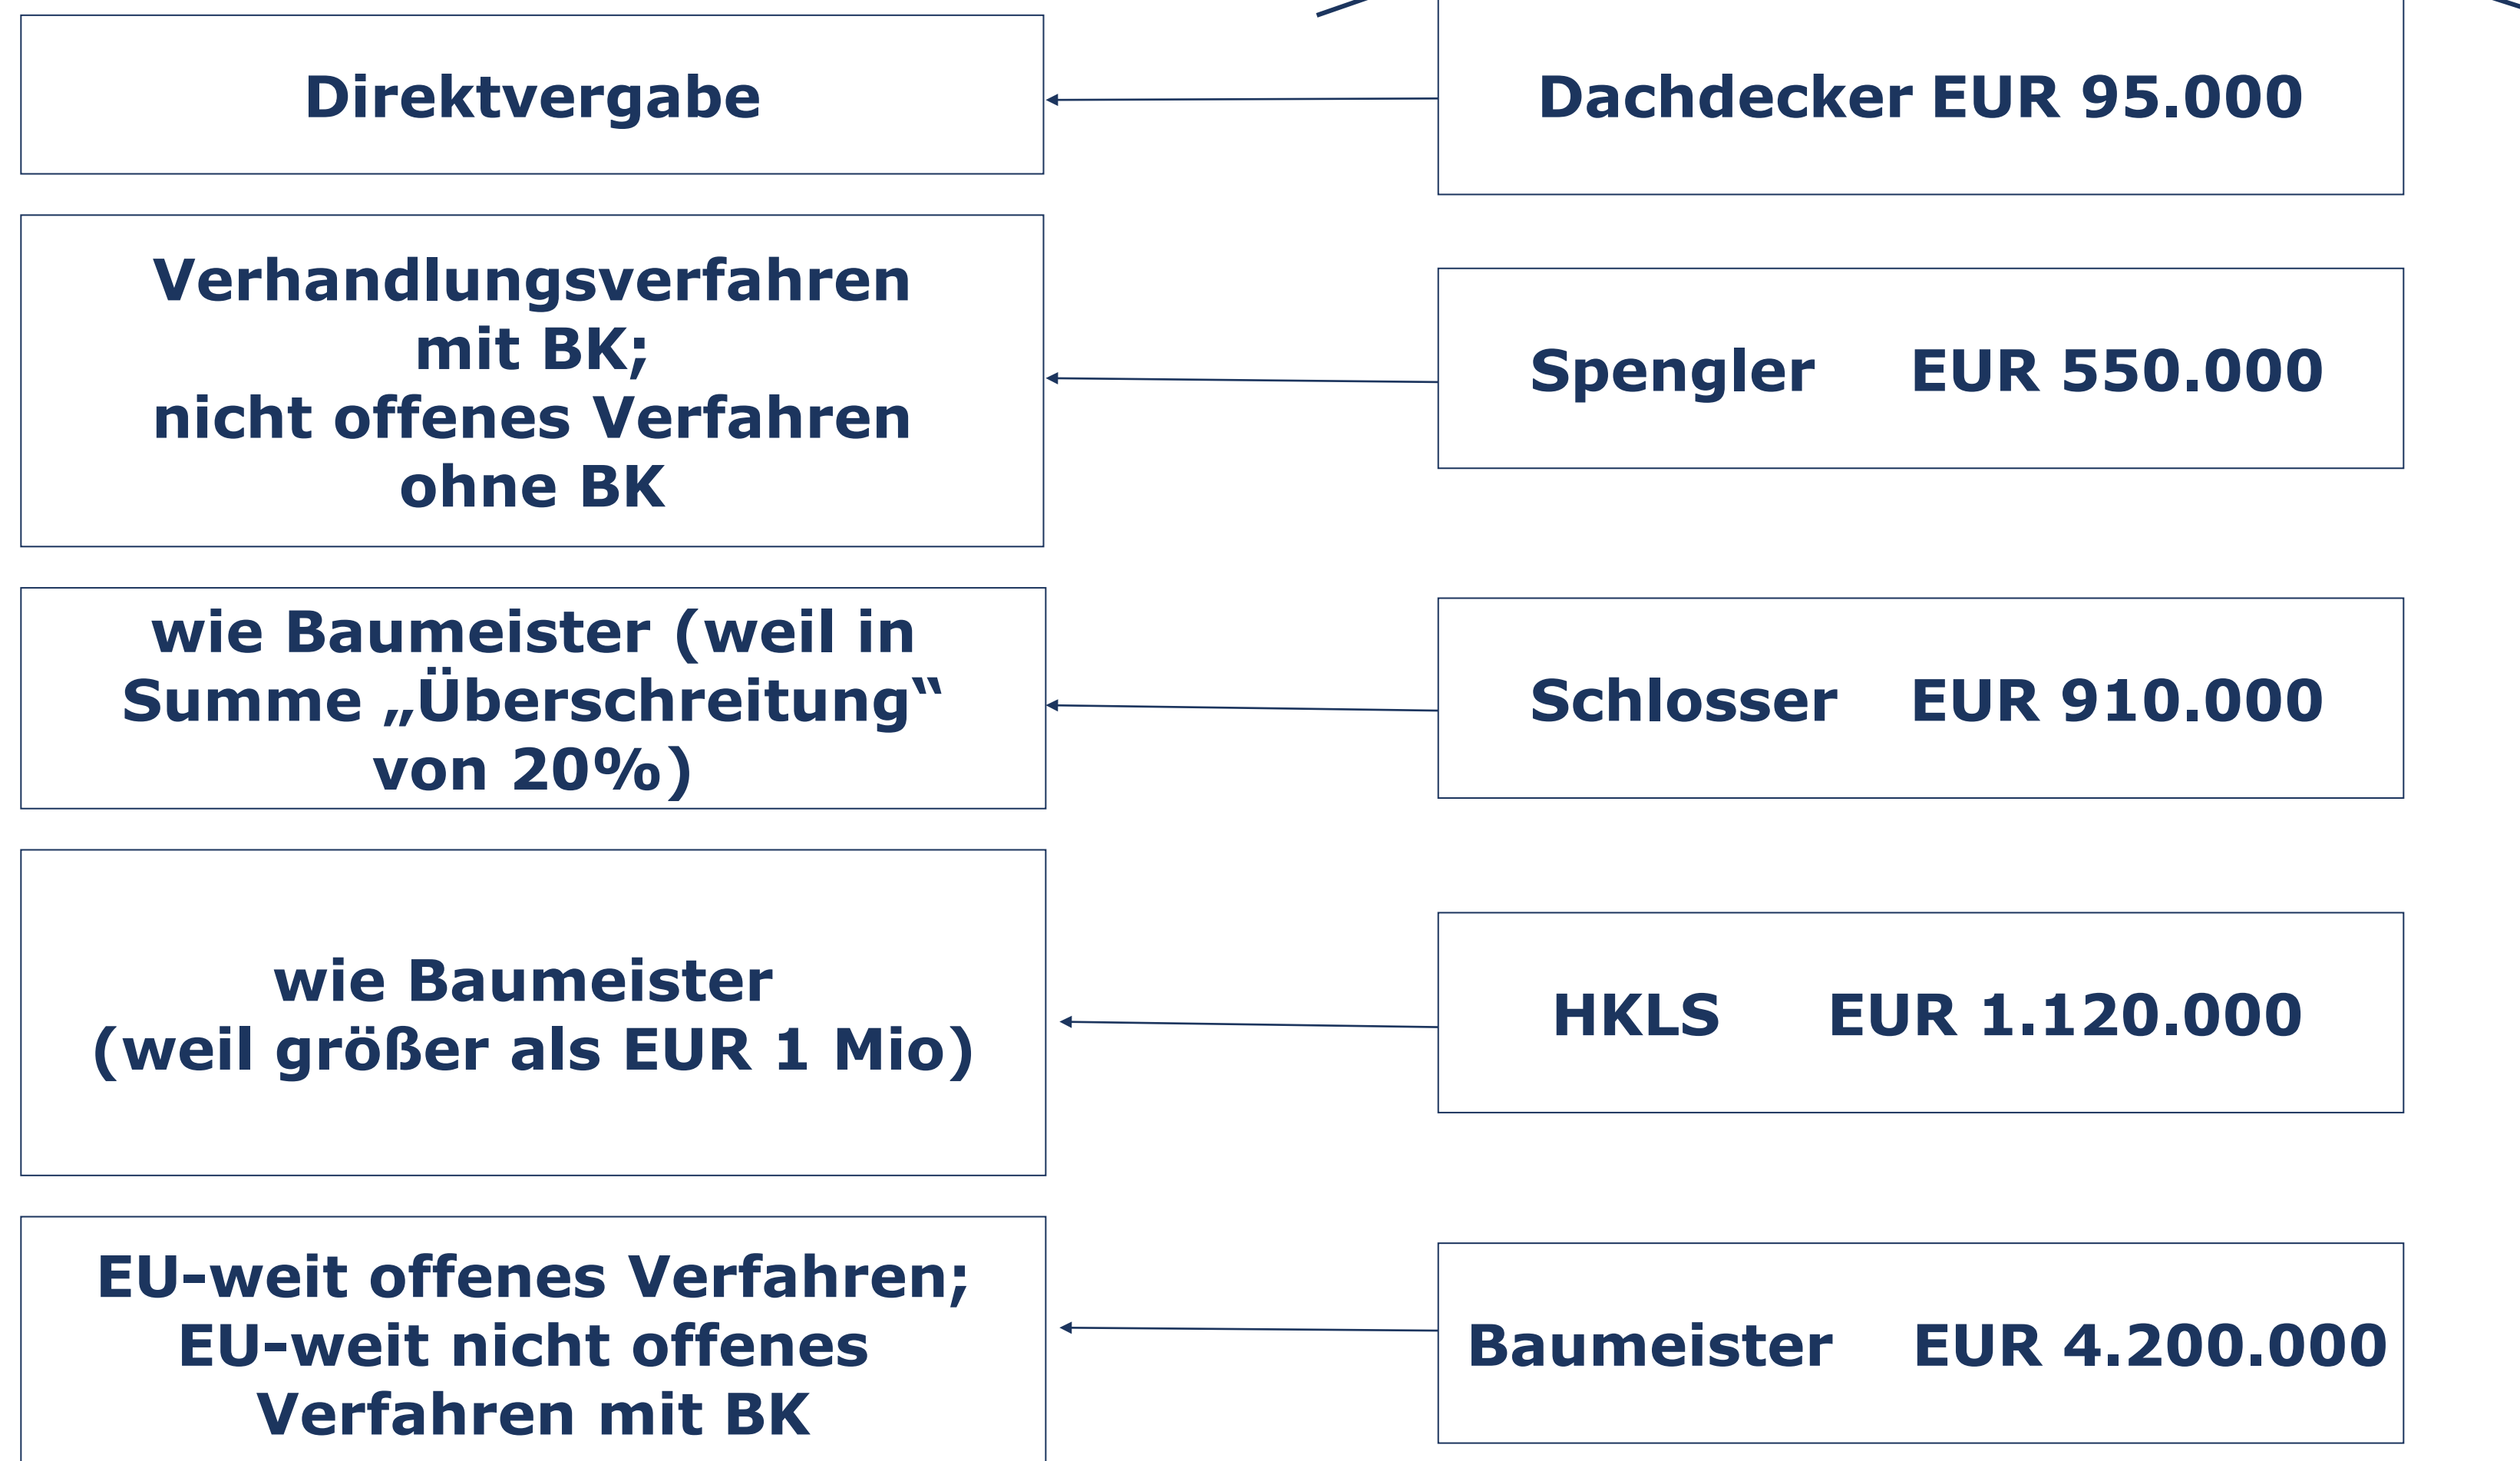 Direktvergabe
Dachdecker EUR 95.000
Verhandlungsverfahren
mit BK;
nicht offenes Verfahren
ohne BK
Spengler EUR 550.000
wie Baumeister (weil in
Summe „Überschreitung“
von 20%)
Schlosser EUR 910.000
wie Baumeister
(weil größer als EUR 1 Mio)
HKLS EUR 1.120.000
EU-weit offenes Verfahren;
EU-weit nicht offenes
Verfahren mit BK
Baumeister EUR 4.200.000